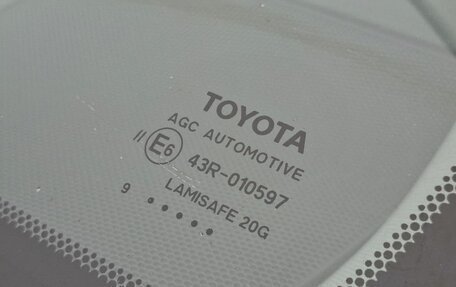 TOYOTA
AGC AUTOMOTIVE
II E6 43R-010597
LAMISAFE 20G
9 .....